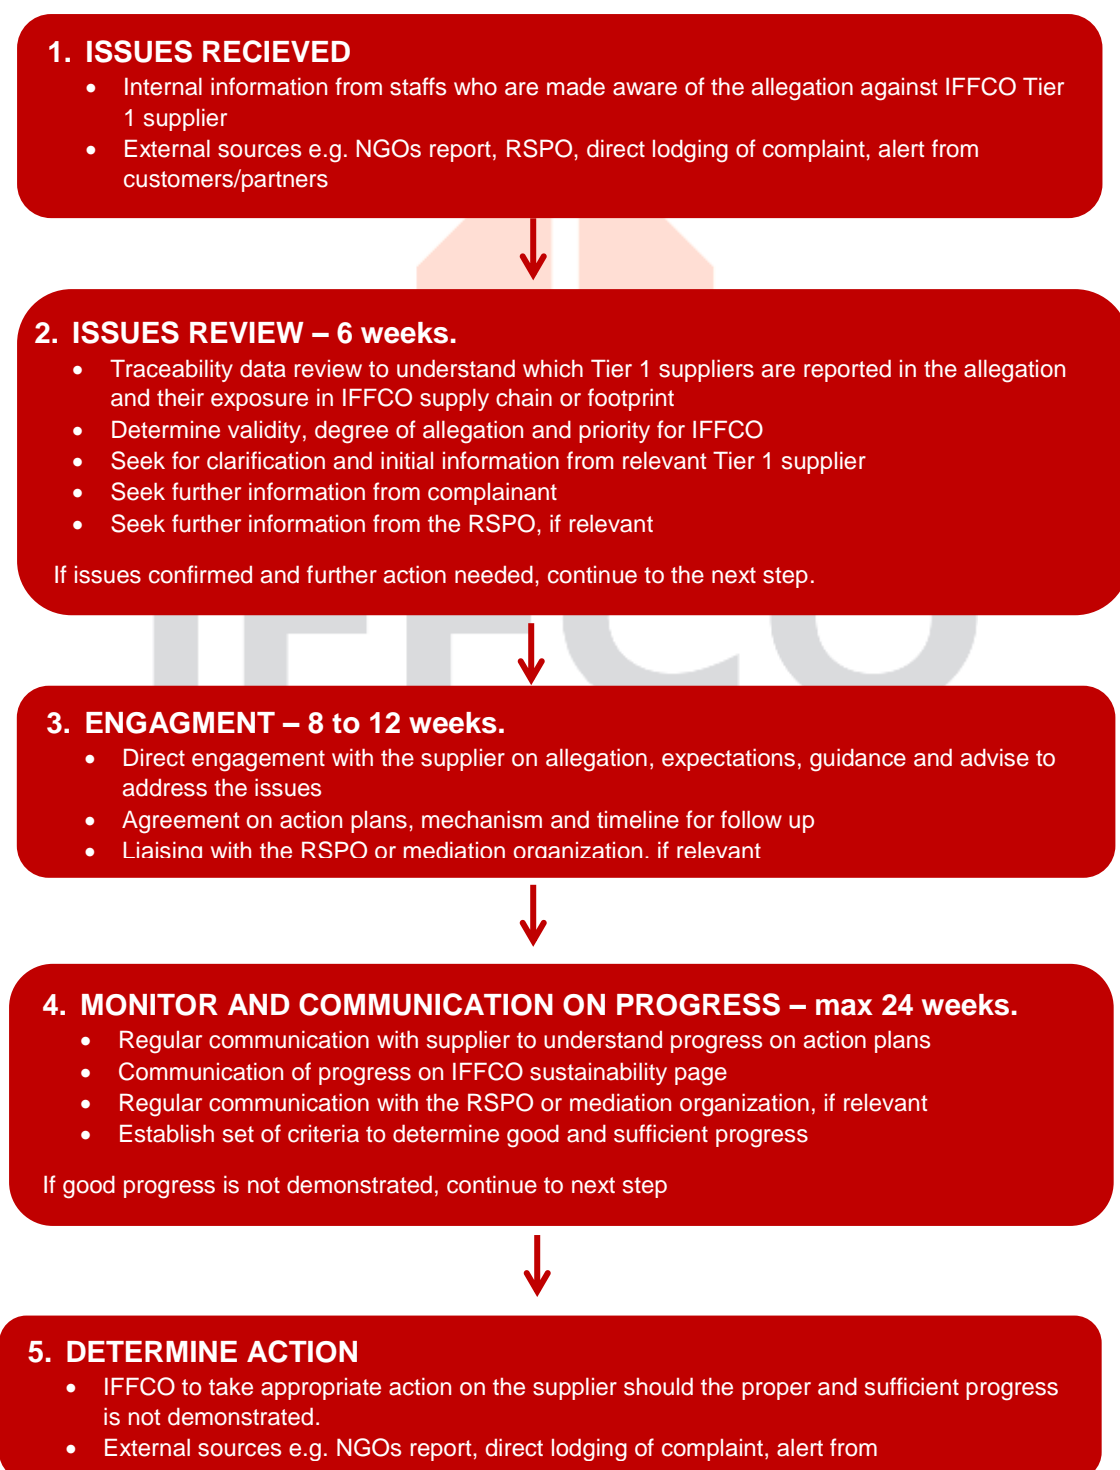 1. ISSUES RECIEVED
• Internal information from staffs who are made aware of the allegation against IFFCO Tier
1 supplier
• External sources e.g. NGOs report, RSPO, direct lodging of complaint, alert from
customers/partners
2. ISSUES REVIEW – 6 weeks.
• Traceability data review to understand which Tier 1 suppliers are reported in the allegation
and their exposure in IFFCO supply chain or footprint
• Determine validity, degree of allegation and priority for IFFCO
• Seek for clarification and initial information from relevant Tier 1 supplier
• Seek further information from complainant
• Seek further information from the RSPO, if relevant
If issues confirmed and further action needed, continue to the next step.
IFFCO
3. ENGAGMENT – 8 to 12 weeks.
• Direct engagement with the supplier on allegation, expectations, guidance and advise to
address the issues
• Agreement on action plans, mechanism and timeline for follow up
• Liaising with the RSPO or mediation organization, if relevant
4. MONITOR AND COMMUNICATION ON PROGRESS – max 24 weeks.
• Regular communication with supplier to understand progress on action plans
• Communication of progress on IFFCO sustainability page
• Regular communication with the RSPO or mediation organization, if relevant
• Establish set of criteria to determine good and sufficient progress
If good progress is not demonstrated, continue to next step
5. DETERMINE ACTION
• IFFCO to take appropriate action on the supplier should the proper and sufficient progress
is not demonstrated.
• External sources e.g. NGOs report, direct lodging of complaint, alert from